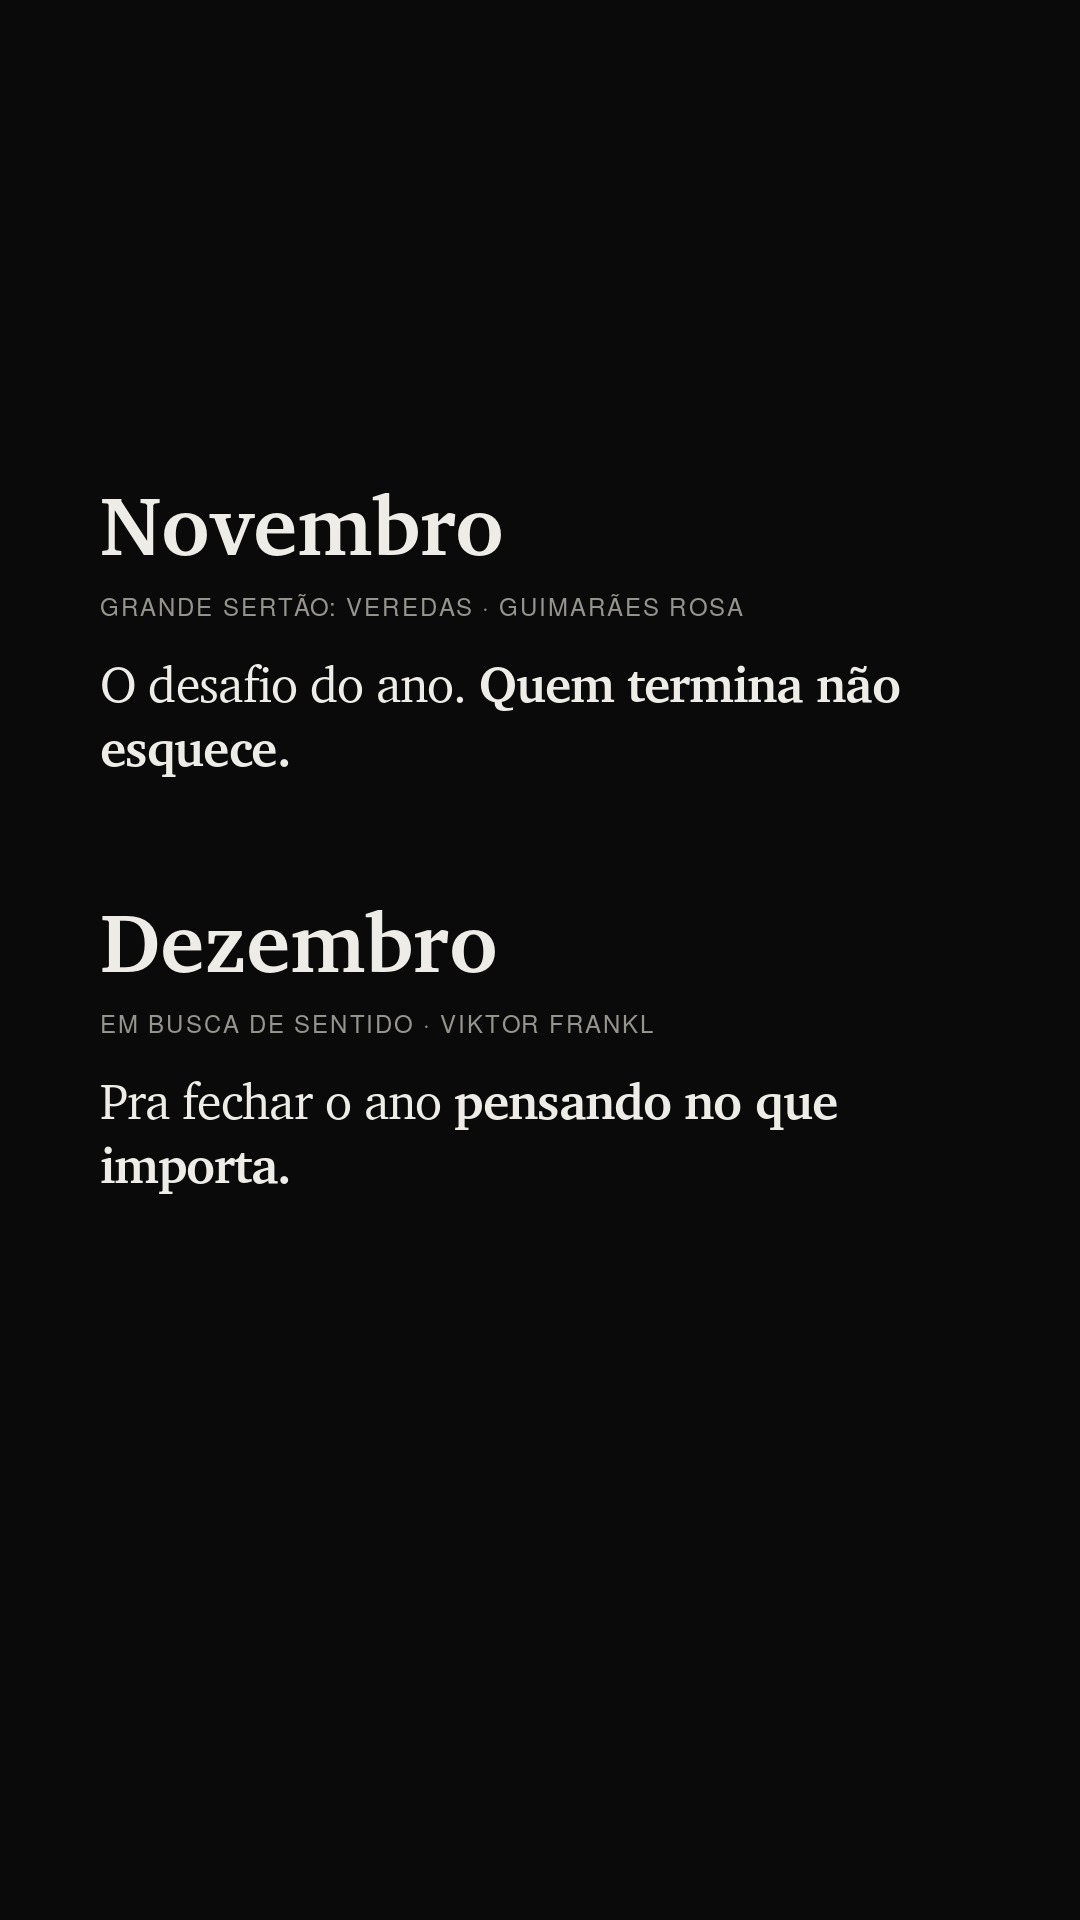 Novembro
GRANDE SERTÃO: VEREDAS · GUIMARÃES ROSA
O desafio do ano. Quem termina não
esquece.
Dezembro
EM BUSCA DE SENTIDO · VIKTOR FRANKL
Pra fechar o ano pensando no que
importa.